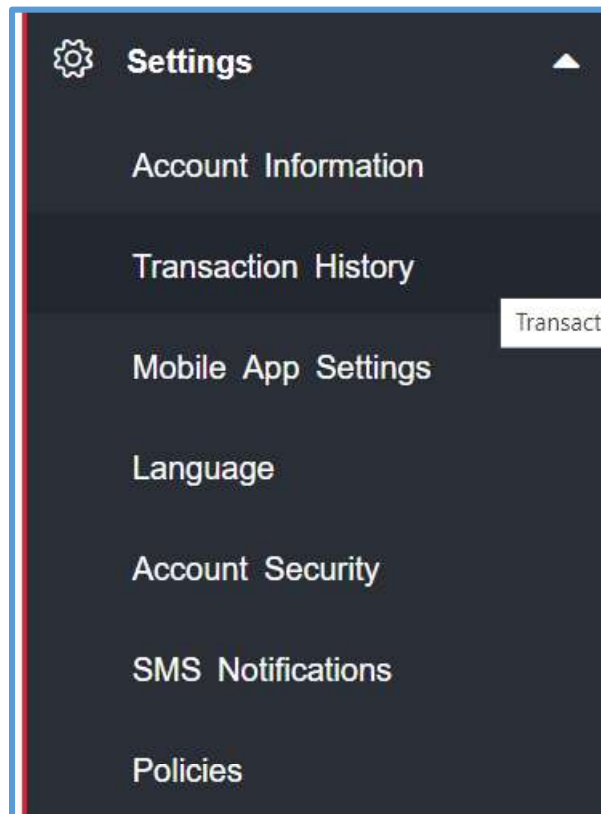 Settings
Account Information
Transaction History
Transact
Mobile App Settings
Language
Account Security
SMS Notifications
Policies